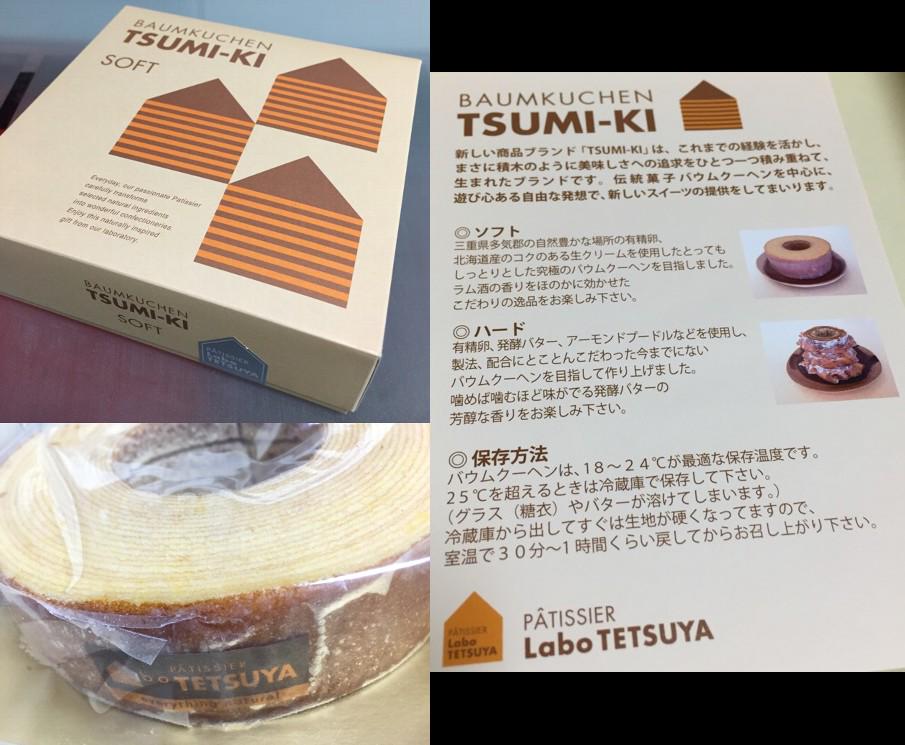 BAUMKUCHEN
TSUMI-KI
SOFT
Everyday, our passionate Patissier
carefully transforms
selected natural ingredients
into wonderful confectioneries.
Enjoy this naturally inspired
gift from our laboratory.
BAUMKUCHEN
TSUMI-KI
SOFT
PÂTISSIER
Labo
TETSUYA
PÂTISSIER
TETSUYA
everything natural
BAUMKUCHEN
TSUMI-KI
新しい商品ブランド「TSUMI-KI」は、これまでの経験を活かし、
まさに積木のように美味しさへの追求をひとつ一つ積み重ねて、
生まれたブランドです。伝統菓子バウムクーヘンを中心に、
遊び心ある自由な発想で、新しいスイーツの提供をしてまいります。
◎ ソフト
三重県多気郡の自然豊かな場所の有精卵、
北海道産のコクのある生クリームを使用したとっても
しっとりとした究極のバウムクーヘンを目指しました。
ラム酒の香りをほのかに効かせた
こだわりの逸品をお楽しみ下さい。
◎ ハード
有精卵、発酵バター、アーモンドプードルなどを使用し、
製法、配合にとことんこだわった今までにない
バウムクーヘンを目指して作り上げました。
噛めば噛むほど味がでる発酵バターの
芳醇な香りをお楽しみ下さい。
◎ 保存方法
バウムクーヘンは、18～24℃が最適な保存温度です。
25℃を超えるときは冷蔵庫で保存して下さい。
（グラス（糖衣）やバターが溶けてしまいます。）
冷蔵庫から出してすぐは生地が硬くなってますので、
室温で30分～1時間くらい戻してからお召し上がり下さい。
PÂTISSIER
Labo
TETSUYA
PÂTISSIER
Labo TETSUYA